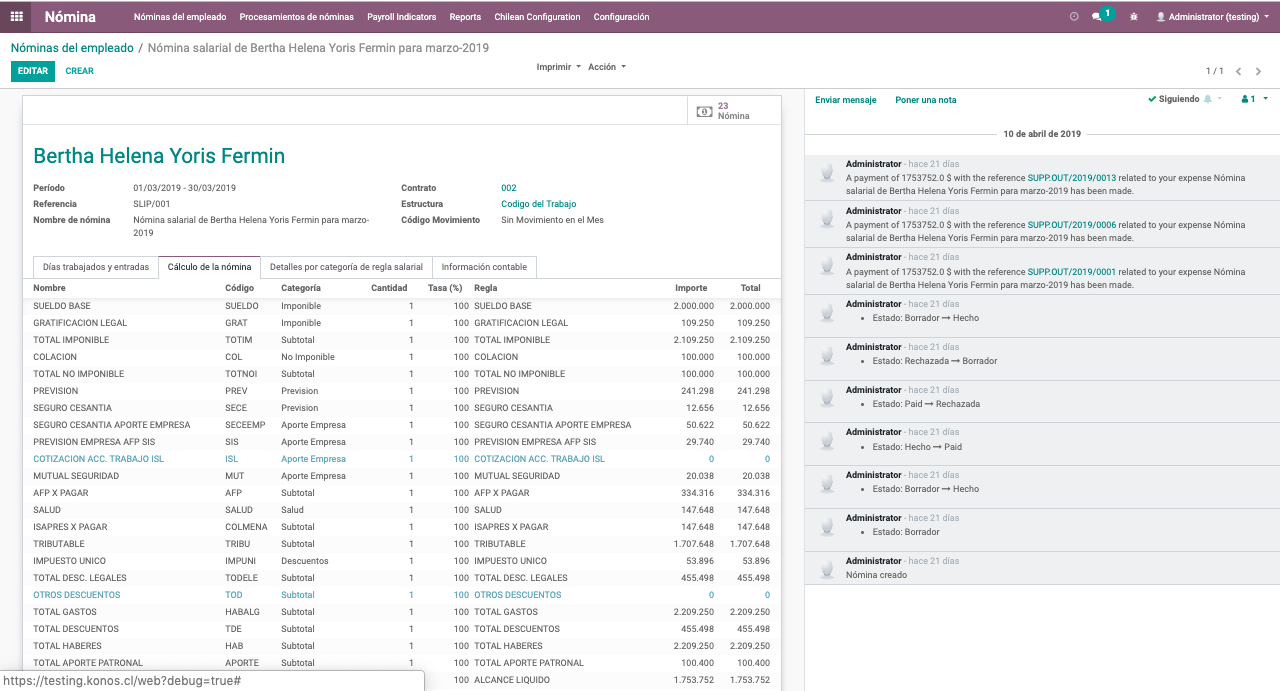 Nómina Nóminas del empleado Procesamientos de nóminas Payroll Indicators Reports Chilean Configuration Configuración 1 Administrator (testing)
Nóminas del empleado / Nómina salarial de Bertha Helena Yoris Fermin para marzo-2019
EDITAR CREAR Imprimir Acción 1 / 1
23
Nómina
Bertha Helena Yoris Fermin
Período 01/03/2019 - 30/03/2019 Contrato 002
Referencia SLIP/001 Estructura Codigo del Trabajo
Nombre de nómina Nómina salarial de Bertha Helena Yoris Fermin para marzo- Código Movimiento Sin Movimiento en el Mes
2019
Días trabajados y entradas Cálculo de la nómina Detalles por categoría de regla salarial Información contable
Nombre Código Categoría Cantidad Tasa (%) Regla Importe Total
SUELDO BASE SUELDO Imponible 1 100 SUELDO BASE 2.000.000 2.000.000
GRATIFICACION LEGAL GRAT Imponible 1 100 GRATIFICACION LEGAL 109.250 109.250
TOTAL IMPONIBLE TOTIM Subtotal 1 100 TOTAL IMPONIBLE 2.109.250 2.109.250
COLACION COL No Imponible 1 100 COLACION 100.000 100.000
TOTAL NO IMPONIBLE TOTNOI Subtotal 1 100 TOTAL NO IMPONIBLE 100.000 100.000
PREVISION PREV Prevision 1 100 PREVISION 241.298 241.298
SEGURO CESANTIA SECE Prevision 1 100 SEGURO CESANTIA 12.656 12.656
SEGURO CESANTIA APORTE EMPRESA SECEEMP Aporte Empresa 1 100 SEGURO CESANTIA APORTE EMPRESA 50.622 50.622
PREVISION EMPRESA AFP SIS SIS Aporte Empresa 1 100 PREVISION EMPRESA AFP SIS 29.740 29.740
COTIZACION ACC. TRABAJO ISL ISL Aporte Empresa 1 100 COTIZACION ACC. TRABAJO ISL 0 0
MUTUAL SEGURIDAD MUT Aporte Empresa 1 100 MUTUAL SEGURIDAD 20.038 20.038
AFP X PAGAR AFP Subtotal 1 100 AFP X PAGAR 334.316 334.316
SALUD SALUD Salud 1 100 SALUD 147.648 147.648
ISAPRES X PAGAR COLMENA Subtotal 1 100 ISAPRES X PAGAR 147.648 147.648
TRIBUTABLE TRIBU Subtotal 1 100 TRIBUTABLE 1.707.648 1.707.648
IMPUESTO UNICO IMPUNI Descuentos 1 100 IMPUESTO UNICO 53.896 53.896
TOTAL DESC. LEGALES TODELE Subtotal 1 100 TOTAL DESC. LEGALES 455.498 455.498
OTROS DESCUENTOS TOD Subtotal 1 100 OTROS DESCUENTOS 0 0
TOTAL GASTOS HABALG Subtotal 1 100 TOTAL GASTOS 2.209.250 2.209.250
TOTAL DESCUENTOS TDE Subtotal 1 100 TOTAL DESCUENTOS 455.498 455.498
TOTAL HABERES HAB Subtotal 1 100 TOTAL HABERES 2.209.250 2.209.250
TOTAL APORTE PATRONAL APORTE Subtotal 1 100 TOTAL APORTE PATRONAL 100.400 100.400
100 ALCANCE LIQUIDO 1.753.752 1.753.752
https://testing.konos.cl/web?debug=true#
Enviar mensaje Poner una nota Siguiendo 1
10 de abril de 2019
Administrator - hace 21 días
A payment of 1753752.0 $ with the reference SUPP.OUT/2019/0013 related to your expense Nómina
salarial de Bertha Helena Yoris Fermin para marzo-2019 has been made.
Administrator - hace 21 días
A payment of 1753752.0 $ with the reference SUPP.OUT/2019/0006 related to your expense Nómina
salarial de Bertha Helena Yoris Fermin para marzo-2019 has been made.
Administrator - hace 21 días
A payment of 1753752.0 $ with the reference SUPP.OUT/2019/0001 related to your expense Nómina
salarial de Bertha Helena Yoris Fermin para marzo-2019 has been made.
Administrator - hace 21 días
• Estado: Borrador → Hecho
Administrator - hace 21 días
• Estado: Rechazada → Borrador
Administrator - hace 21 días
• Estado: Paid → Rechazada
Administrator - hace 21 días
• Estado: Hecho → Paid
Administrator - hace 21 días
• Estado: Borrador → Hecho
Administrator - hace 21 días
• Estado: Borrador
Administrator - hace 21 días
Nómina creado